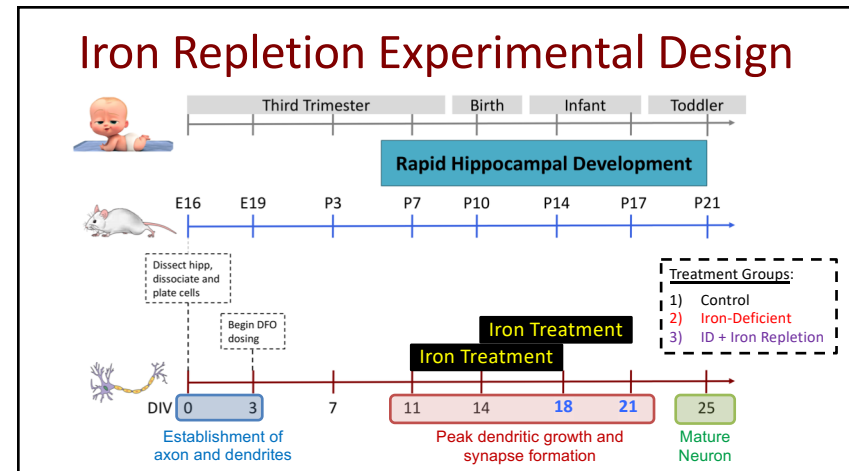 Iron Repletion Experimental Design
Third Trimester Birth Infant Toddler
Rapid Hippocampal Development
E16 E19 P3 P7 P10 P14 P17 P21
Dissect hipp,
dissociate and
plate cells
Begin DFO
dosing
Treatment Groups:
1) Control
2) Iron-Deficient
3) ID + Iron Repletion
Iron Treatment
Iron Treatment
DIV 0 3 7 11 14 18 21 25
Establishment of
axon and dendrites
Peak dendritic growth and
synapse formation
Mature
Neuron